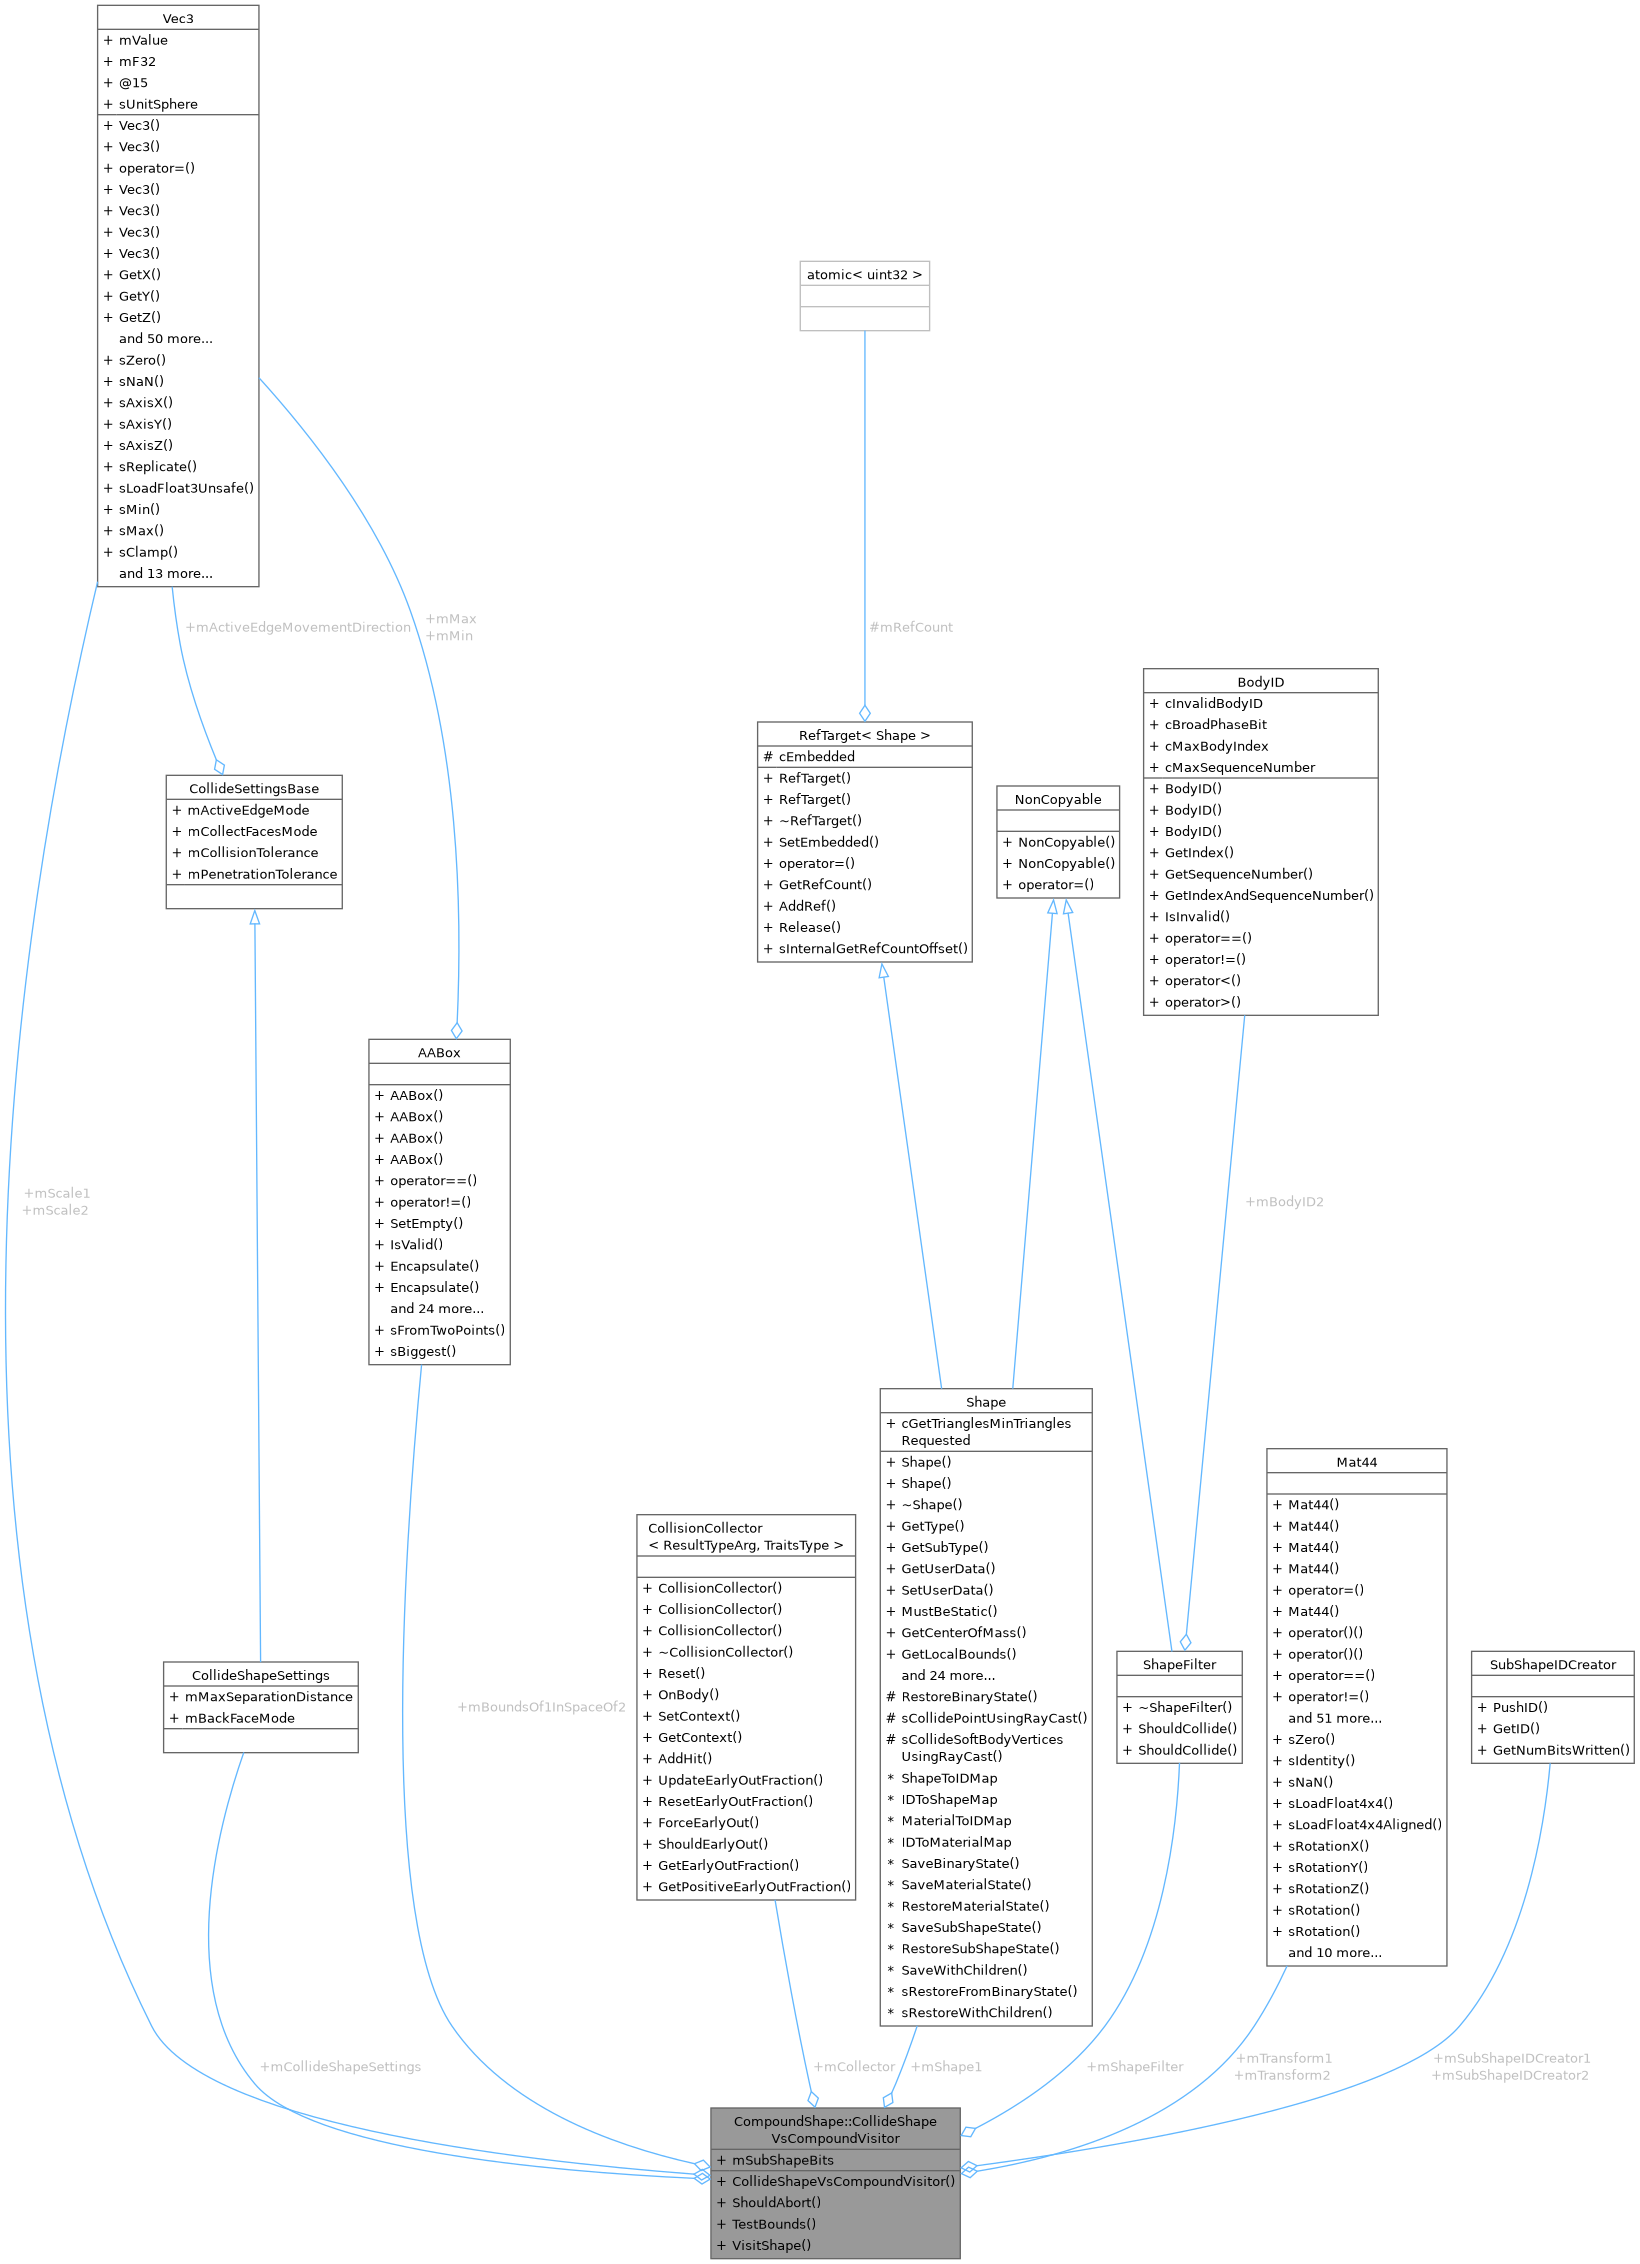 Vec3
+ mValue
+ mF32
+ @15
+ sUnitSphere
+ Vec3()
+ Vec3()
+ operator=()
+ Vec3()
+ Vec3()
+ Vec3()
+ Vec3()
+ GetX()
+ GetY()
+ GetZ()
and 50 more...
+ sZero()
+ sNaN()
+ sAxisX()
+ sAxisY()
+ sAxisZ()
+ sReplicate()
+ sLoadFloat3Unsafe()
+ sMin()
+ sMax()
+ sClamp()
and 13 more...
atomic< uint32 >
+mActiveEdgeMovementDirection
+mMax
+mMin
#mRefCount
CollideSettingsBase
+ mActiveEdgeMode
+ mCollectFacesMode
+ mCollisionTolerance
+ mPenetrationTolerance
RefTarget< Shape >
# cEmbedded
+ RefTarget()
+ RefTarget()
+ ~RefTarget()
+ SetEmbedded()
+ operator=()
+ GetRefCount()
+ AddRef()
+ Release()
+ sInternalGetRefCountOffset()
NonCopyable
+ NonCopyable()
+ NonCopyable()
+ operator=()
BodyID
+ cInvalidBodyID
+ cBroadPhaseBit
+ cMaxBodyIndex
+ cMaxSequenceNumber
+ BodyID()
+ BodyID()
+ BodyID()
+ GetIndex()
+ GetSequenceNumber()
+ GetIndexAndSequenceNumber()
+ IsInvalid()
+ operator==()
+ operator!=()
+ operator<()
+ operator>()
AABox
+ AABox()
+ AABox()
+ AABox()
+ AABox()
+ operator==()
+ operator!=()
+ SetEmpty()
+ IsValid()
+ Encapsulate()
+ Encapsulate()
and 24 more...
+ sFromTwoPoints()
+ sBiggest()
+mScale1
+mScale2
+mBodyID2
CollideShapeSettings
+ mMaxSeparationDistance
+ mBackFaceMode
+mBoundsOf1InSpaceOf2
CollisionCollector
< ResultTypeArg, TraitsType >
+ CollisionCollector()
+ CollisionCollector()
+ CollisionCollector()
+ ~CollisionCollector()
+ Reset()
+ OnBody()
+ SetContext()
+ GetContext()
+ AddHit()
+ UpdateEarlyOutFraction()
+ ResetEarlyOutFraction()
+ ForceEarlyOut()
+ ShouldEarlyOut()
+ GetEarlyOutFraction()
+ GetPositiveEarlyOutFraction()
Shape
+ cGetTrianglesMinTriangles
Requested
+ Shape()
+ Shape()
+ ~Shape()
+ GetType()
+ GetSubType()
+ GetUserData()
+ SetUserData()
+ MustBeStatic()
+ GetCenterOfMass()
+ GetLocalBounds()
and 24 more...
# RestoreBinaryState()
# sCollidePointUsingRayCast()
# sCollideSoftBodyVertices
UsingRayCast()
* ShapeToIDMap
* IDToShapeMap
* MaterialToIDMap
* IDToMaterialMap
* SaveBinaryState()
* SaveMaterialState()
* RestoreMaterialState()
* SaveSubShapeState()
* RestoreSubShapeState()
* SaveWithChildren()
* sRestoreFromBinaryState()
* sRestoreWithChildren()
ShapeFilter
+ ~ShapeFilter()
+ ShouldCollide()
+ ShouldCollide()
Mat44
+ Mat44()
+ Mat44()
+ Mat44()
+ Mat44()
+ operator=()
+ Mat44()
+ operator()()
+ operator()()
+ operator==()
+ operator!=()
and 51 more...
+ sZero()
+ sIdentity()
+ sNaN()
+ sLoadFloat4x4()
+ sLoadFloat4x4Aligned()
+ sRotationX()
+ sRotationY()
+ sRotationZ()
+ sRotation()
+ sRotation()
and 10 more...
SubShapeIDCreator
+ PushID()
+ GetID()
+ GetNumBitsWritten()
+mCollideShapeSettings
+mCollector
+mShape1
+mShapeFilter
+mTransform1
+mTransform2
+mSubShapeIDCreator1
+mSubShapeIDCreator2
CompoundShape::CollideShape
VsCompoundVisitor
+ mSubShapeBits
+ CollideShapeVsCompoundVisitor()
+ ShouldAbort()
+ TestBounds()
+ VisitShape()